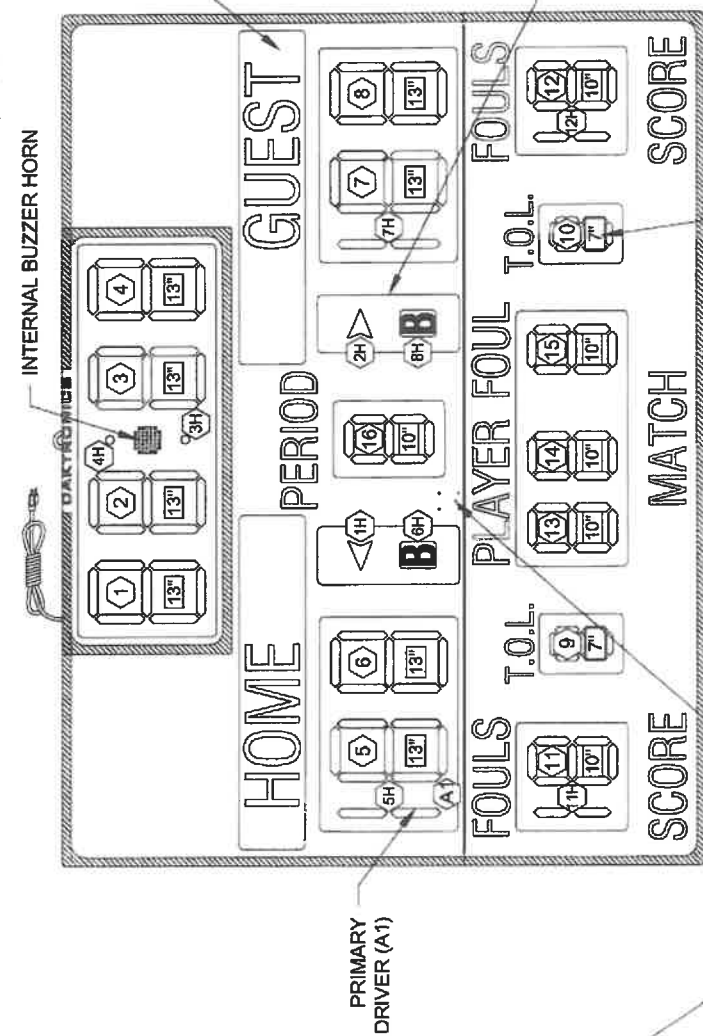 INTERNAL BUZZER HORN
DAKTRONICS
4H
1 2 3 4
3H
13" 13" 13" 13"
HOME PERIOD GUEST
5 6 1H 16 2H 7 8
5H 7H
13" 13" B 6H 10" B 8H 13" 13"
A1
PRIMARY
DRIVER (A1)
FOULS T.O.L. PLAYER FOUL T.O.L. FOULS
11 9 13 14 15 10 12
11H 12H
10" 7" 10" 10" 10" 7" 10"
SCORE MATCH SCORE